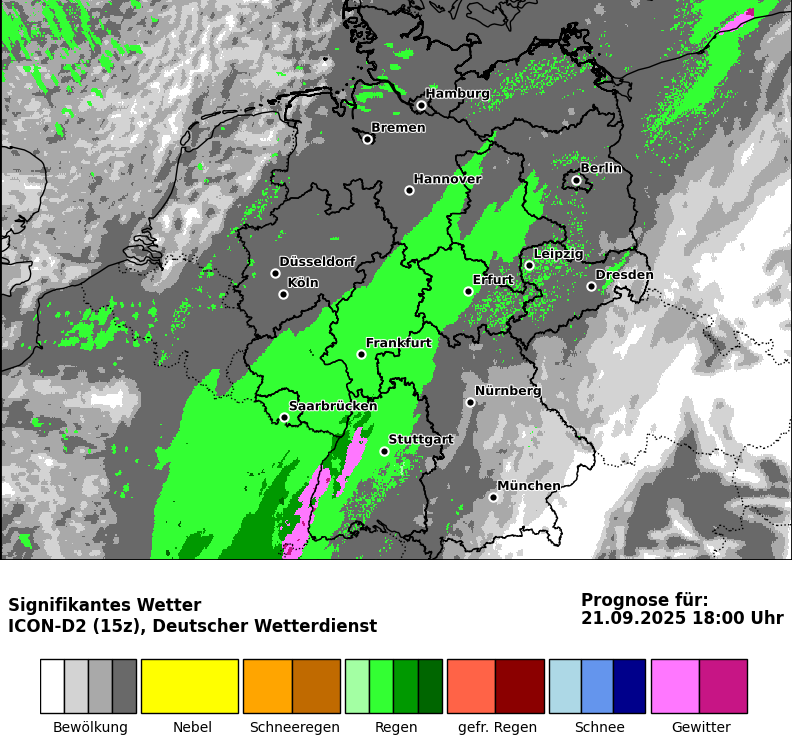 Hamburg
Bremen
Berlin
Hannover
Leipzig
Düsseldorf
Dresden
Köln
Erfurt
Frankfurt
Nürnberg
Saarbrücken
Stuttgart
München
Signifikantes Wetter
ICON-D2 (15z), Deutscher Wetterdienst
Prognose für:
21.09.2025 18:00 Uhr
Bewölkung
Nebel
Schneeregen
Regen
gefr. Regen
Schnee
Gewitter